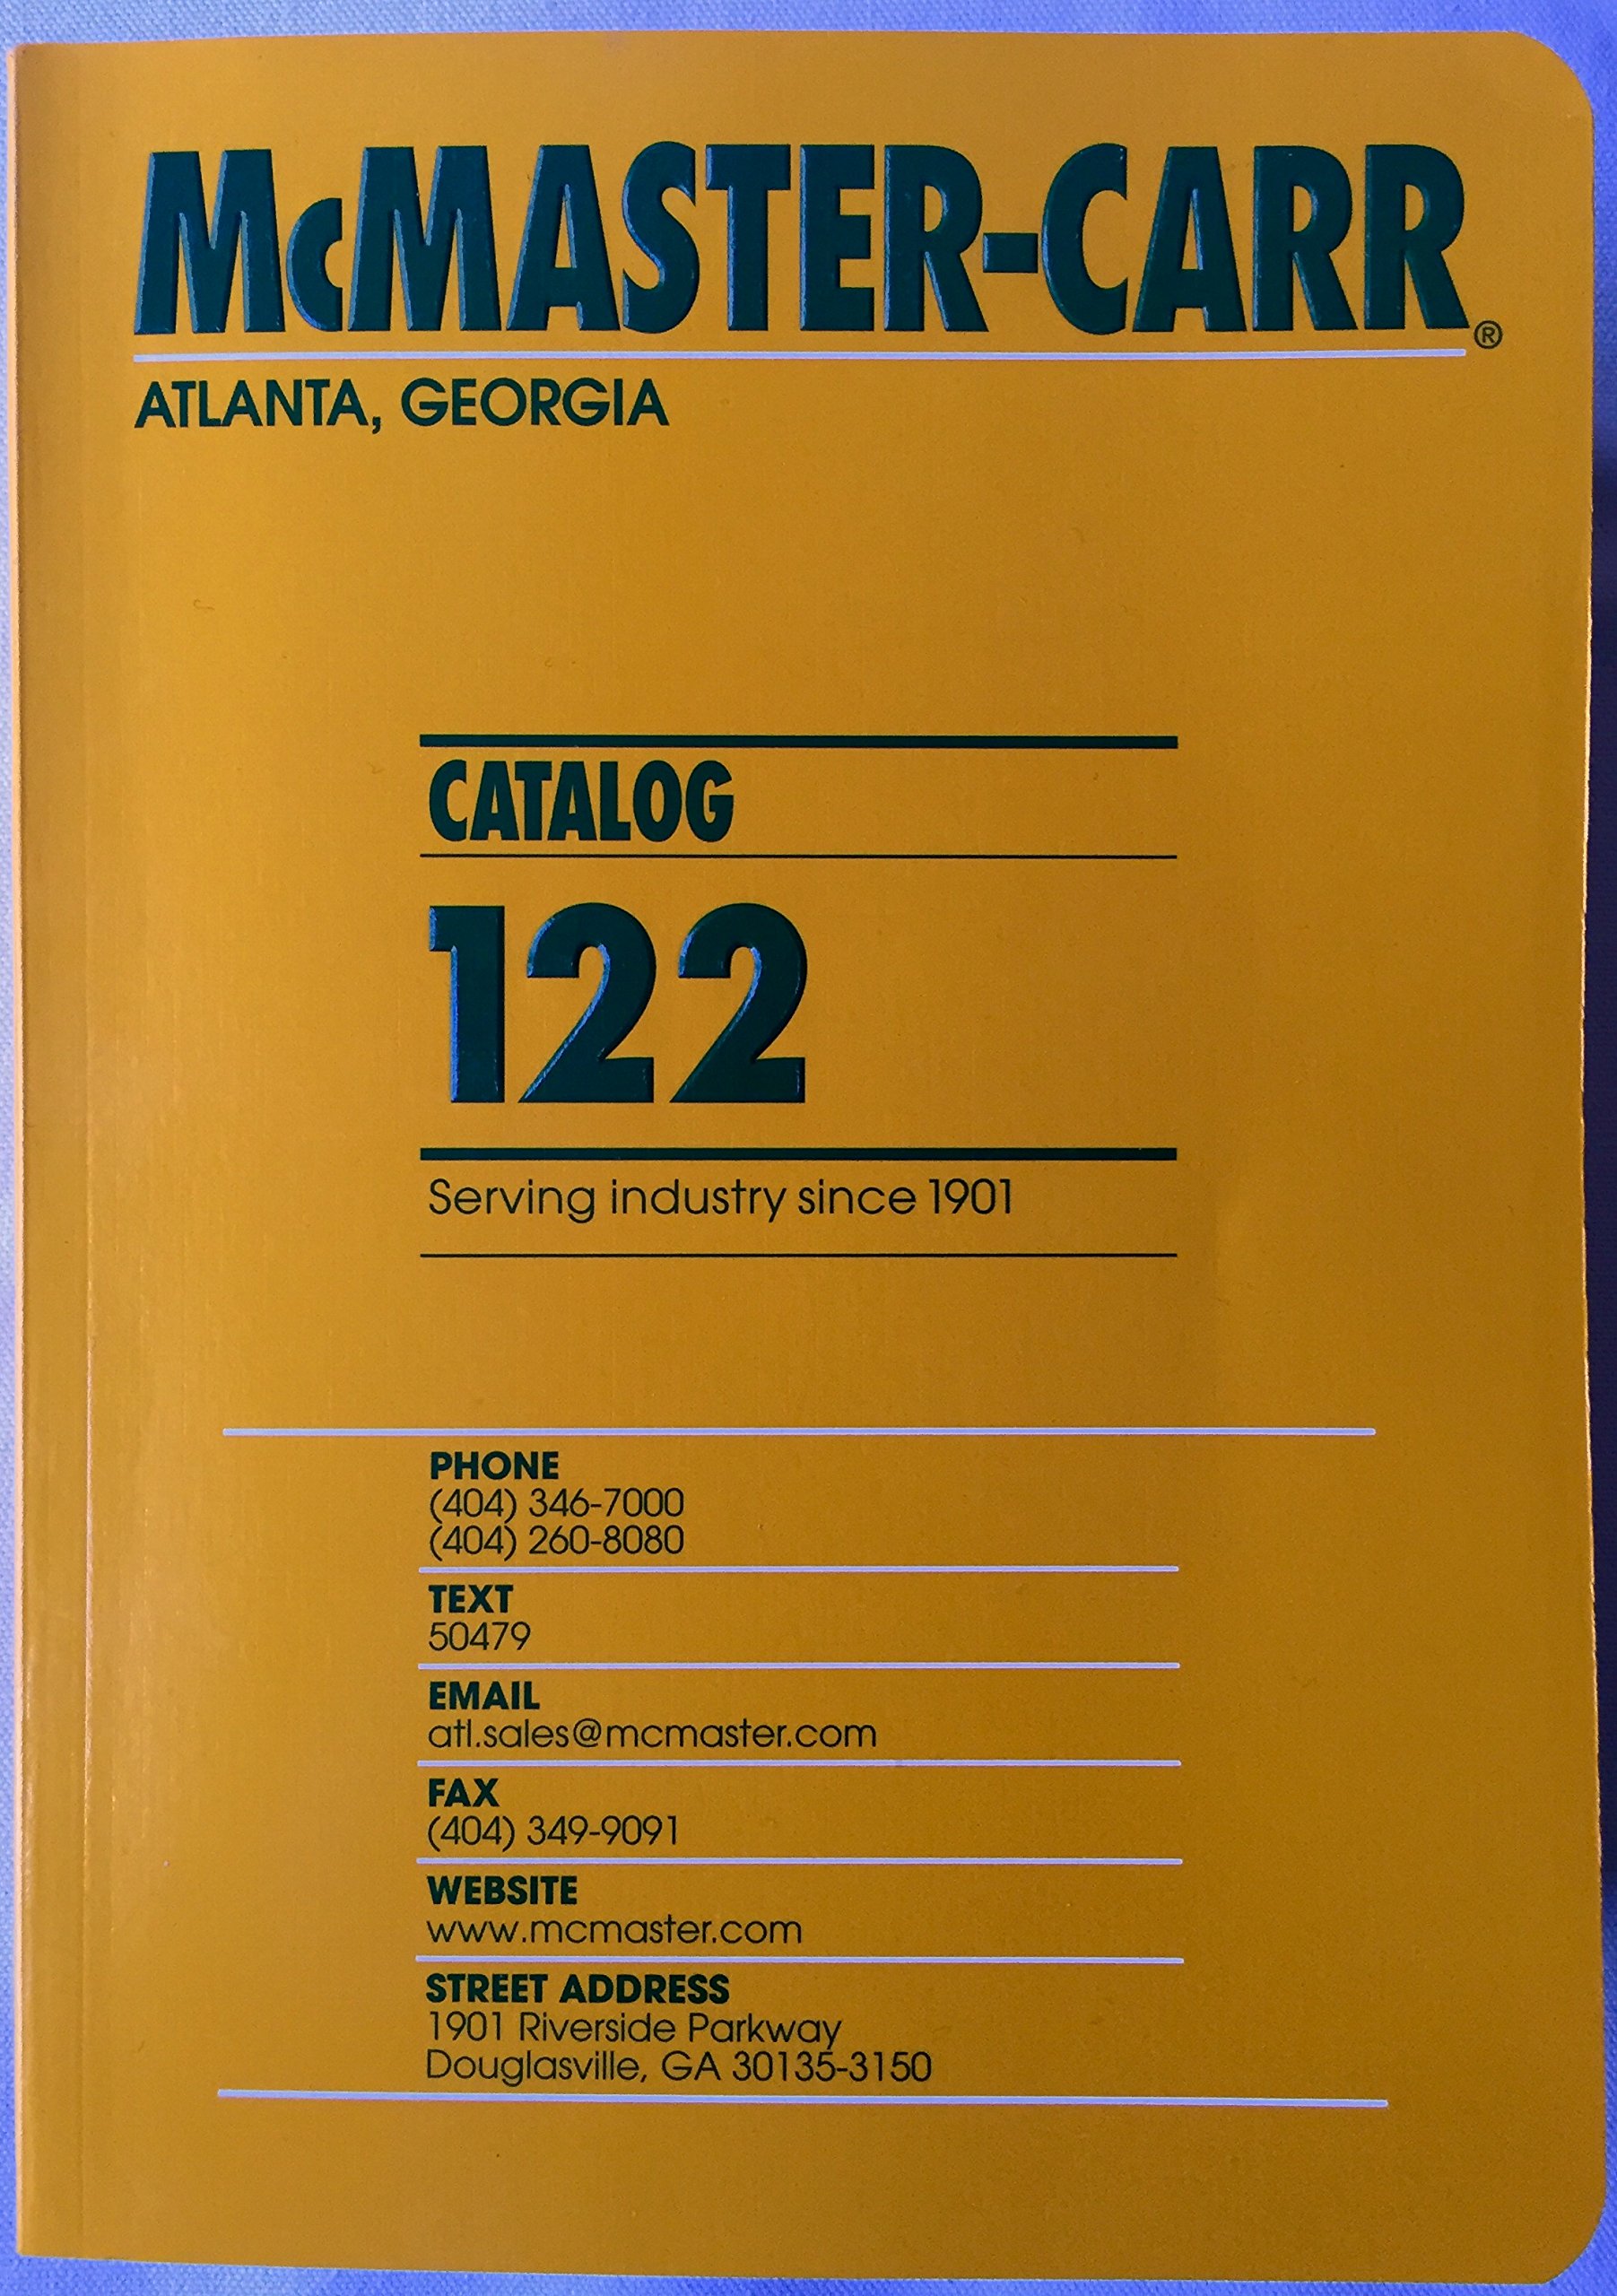 McMASTER-CARR®
ATLANTA, GEORGIA
CATALOG
122
Serving industry since 1901
PHONE
(404) 346-7000
(404) 260-8080
TEXT
50479
EMAIL
atl.sales@mcmaster.com
FAX
(404) 349-9091
WEBSITE
www.mcmaster.com
STREET ADDRESS
1901 Riverside Parkway
Douglasville, GA 30135-3150